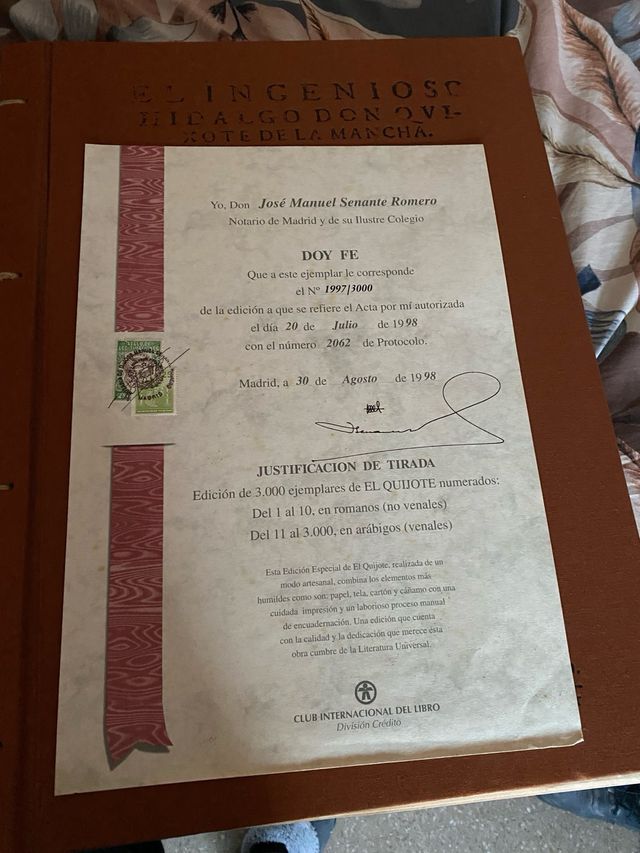 EL INGENIOSO
HIDALGO DON QVI-
XOTE DE LA MANCHA.
Yo, Don José Manuel Senante Romero
Notario de Madrid y de su Ilustre Colegio
DOY FE
Que a este ejemplar le corresponde
el Nº 1997/3000
de la edición a que se refiere el Acta por mí autorizada
el día 20 de Julio de 1998
con el número 2062 de Protocolo.
Madrid, a 30 de Agosto de 1998
JUSTIFICACION DE TIRADA
Edición de 3.000 ejemplares de EL QUIJOTE numerados:
Del 1 al 10, en romanos (no venales)
Del 11 al 3.000, en arábigos (venales)
Esta Edición Especial de El Quijote, realizada de un
modo artesanal, combina los elementos más
humildes como son: papel, tela, cartón y cáñamo con una
cuidada impresión y un laborioso proceso manual
de encuadernación. Una edición que cuenta
con la calidad y la dedicación que merece esta
obra cumbre de la Literatura Universal.
CLUB INTERNACIONAL DEL LIBRO
División Crédito